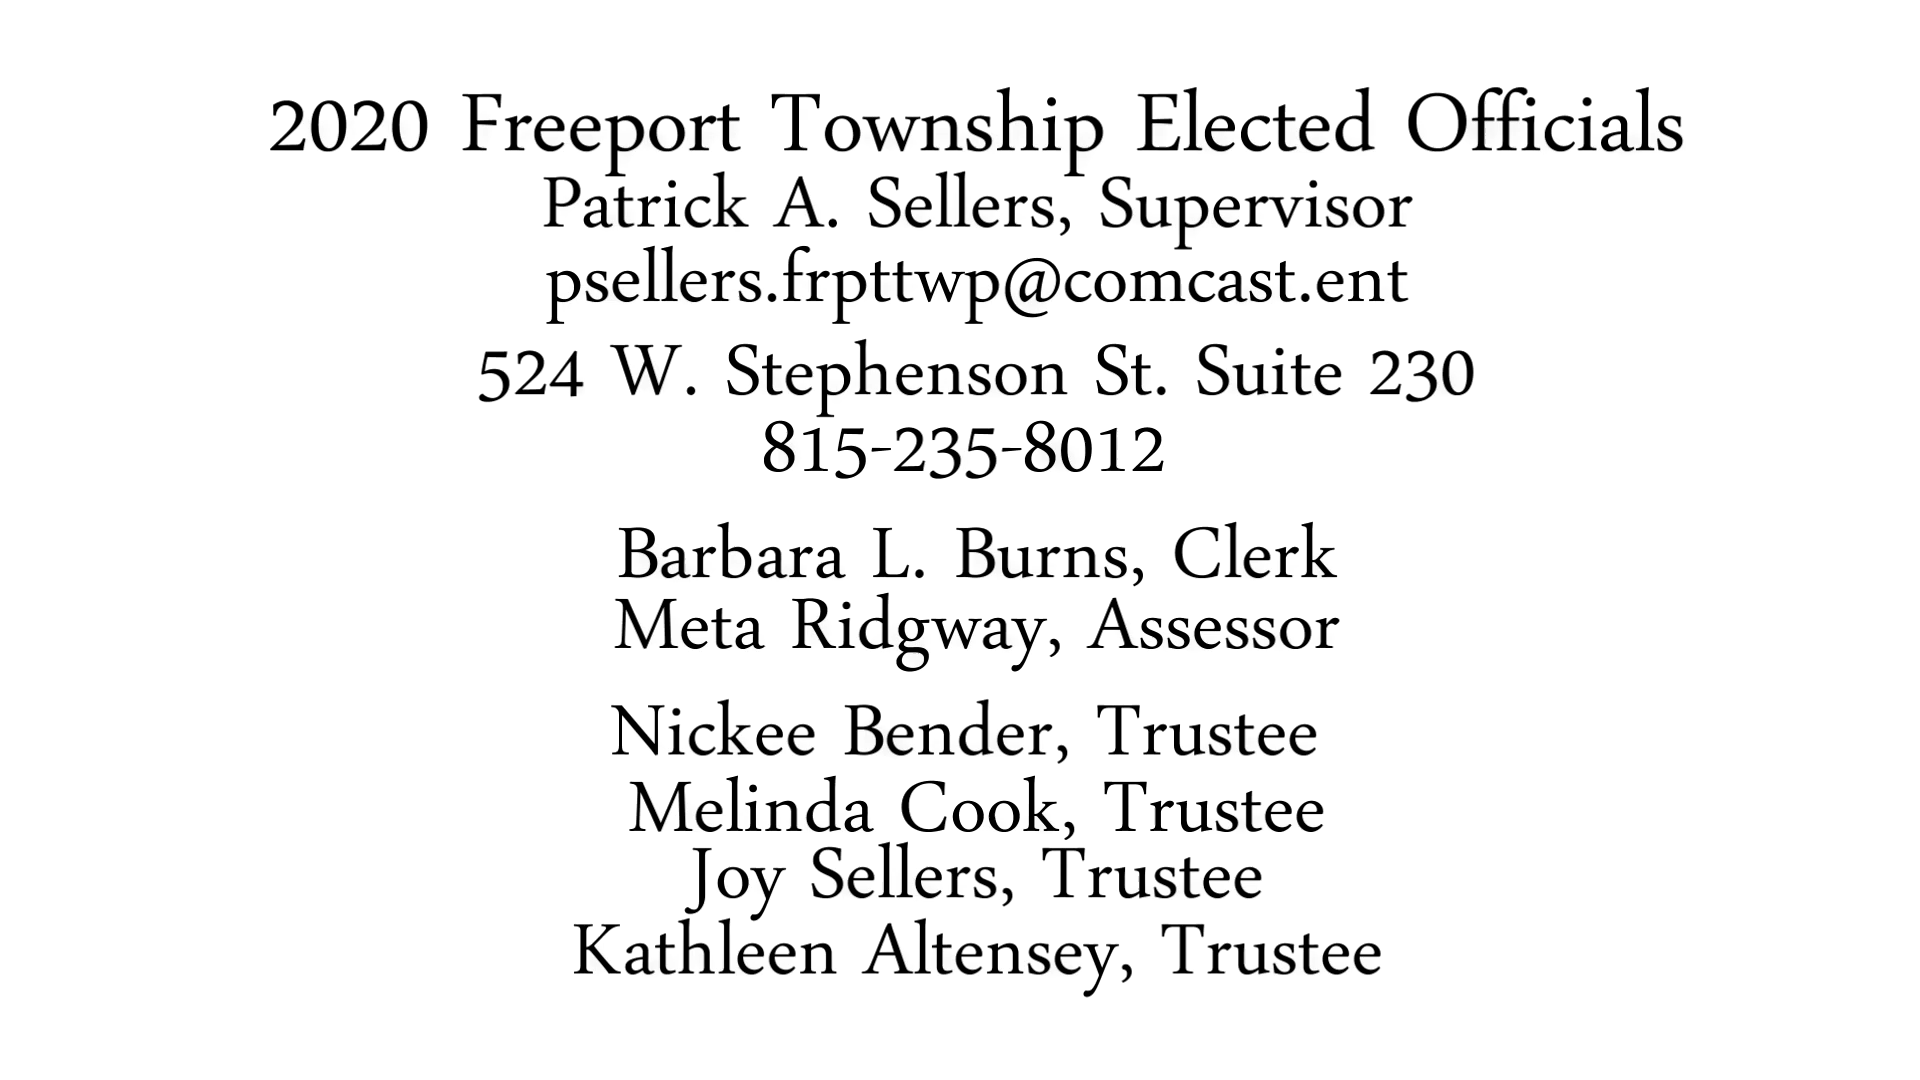 2020 Freeport Township Elected Officials
Patrick A. Sellers, Supervisor
psellers.frpttwp@comcast.ent
524 W. Stephenson St. Suite 230
815-235-8012
Barbara L. Burns, Clerk
Meta Ridgway, Assessor
Nickee Bender, Trustee
Melinda Cook, Trustee
Joy Sellers, Trustee
Kathleen Altensey, Trustee